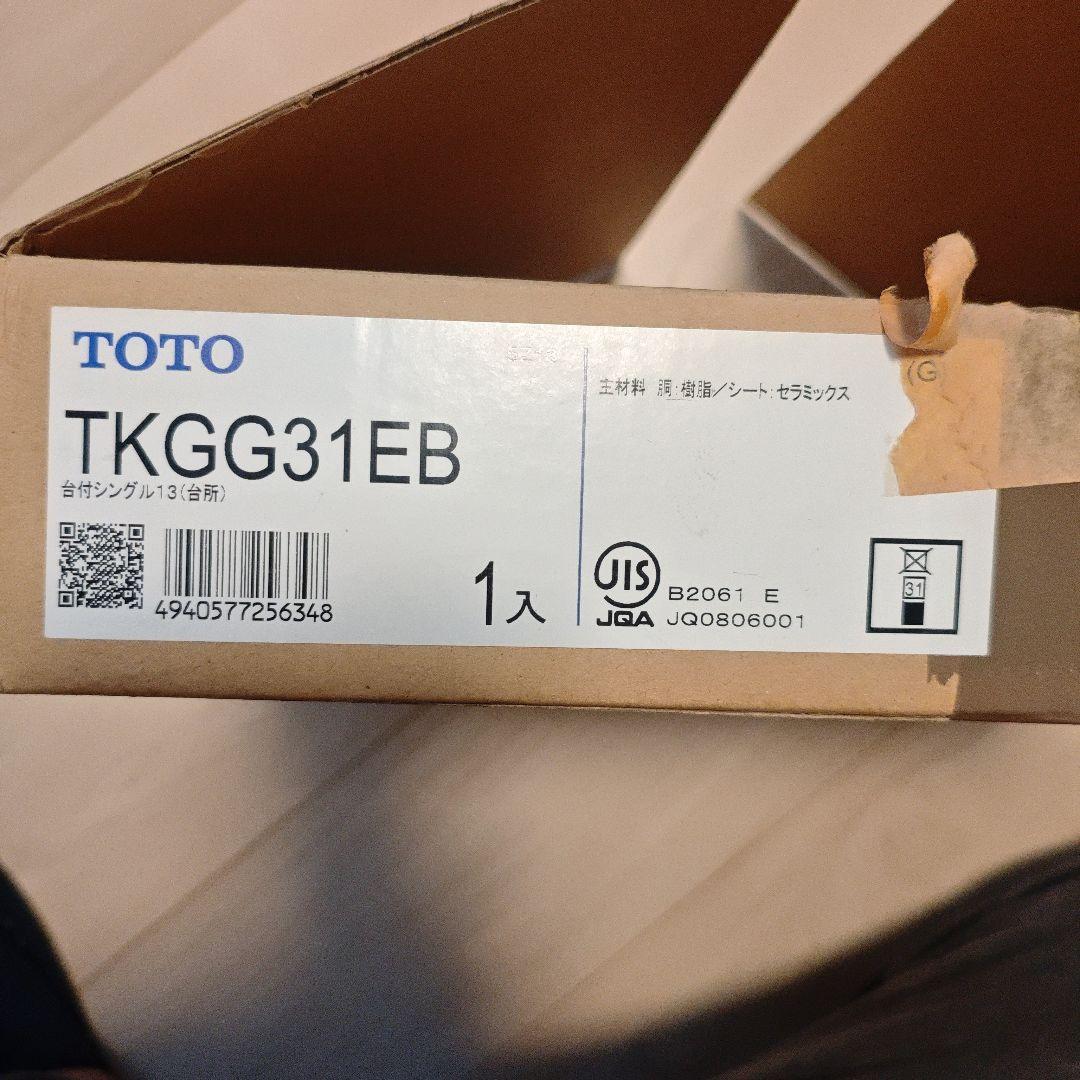 TOTO
TKGG31EB
台付シングル13(台所)
4940577256348
1入
主材料 胴:樹脂/シート:セラミックス
(G
JIS
JQA
B2061 E
JQ0806001
31